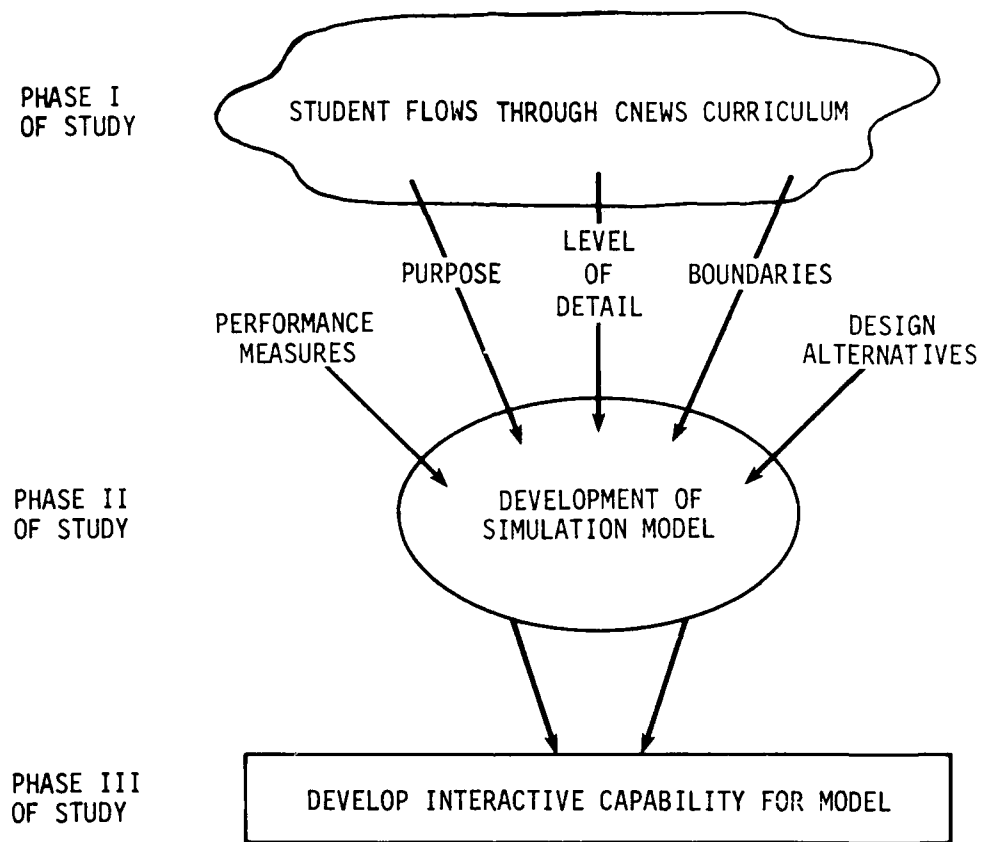 PHASE I
OF STUDY
STUDENT FLOWS THROUGH CNEWS CURRICULUM
PURPOSE
LEVEL
OF
DETAIL
BOUNDARIES
PERFORMANCE
MEASURES
DESIGN
ALTERNATIVES
PHASE II
OF STUDY
DEVELOPMENT OF
SIMULATION MODEL
PHASE III
OF STUDY
DEVELOP INTERACTIVE CAPABILITY FOR MODEL